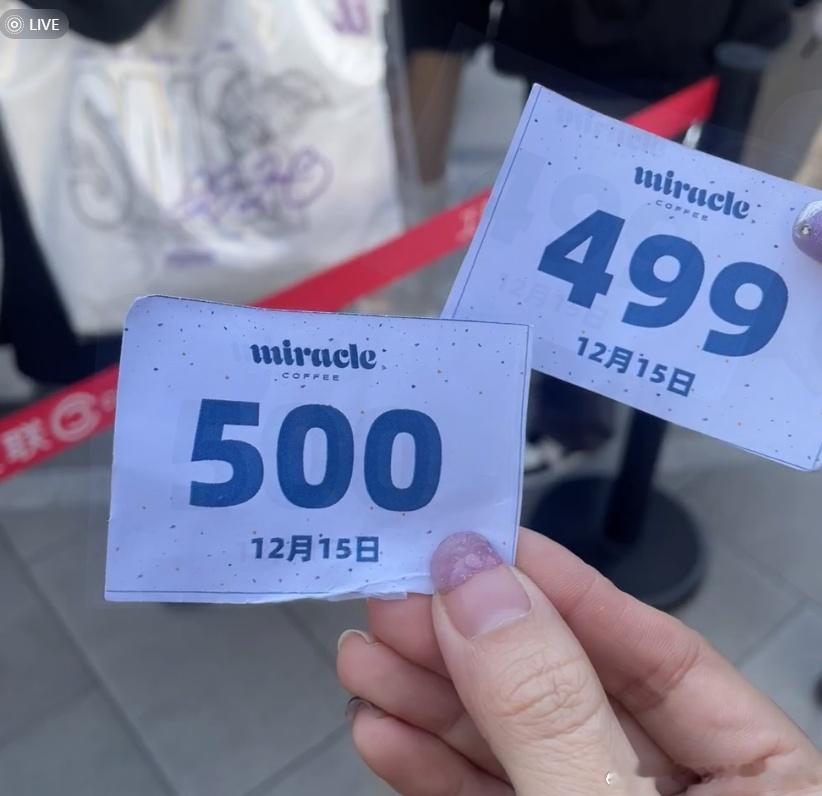 LIVE
miracle
COFFEE
499
12月15日
miracle
COFFEE
500
12月15日
联